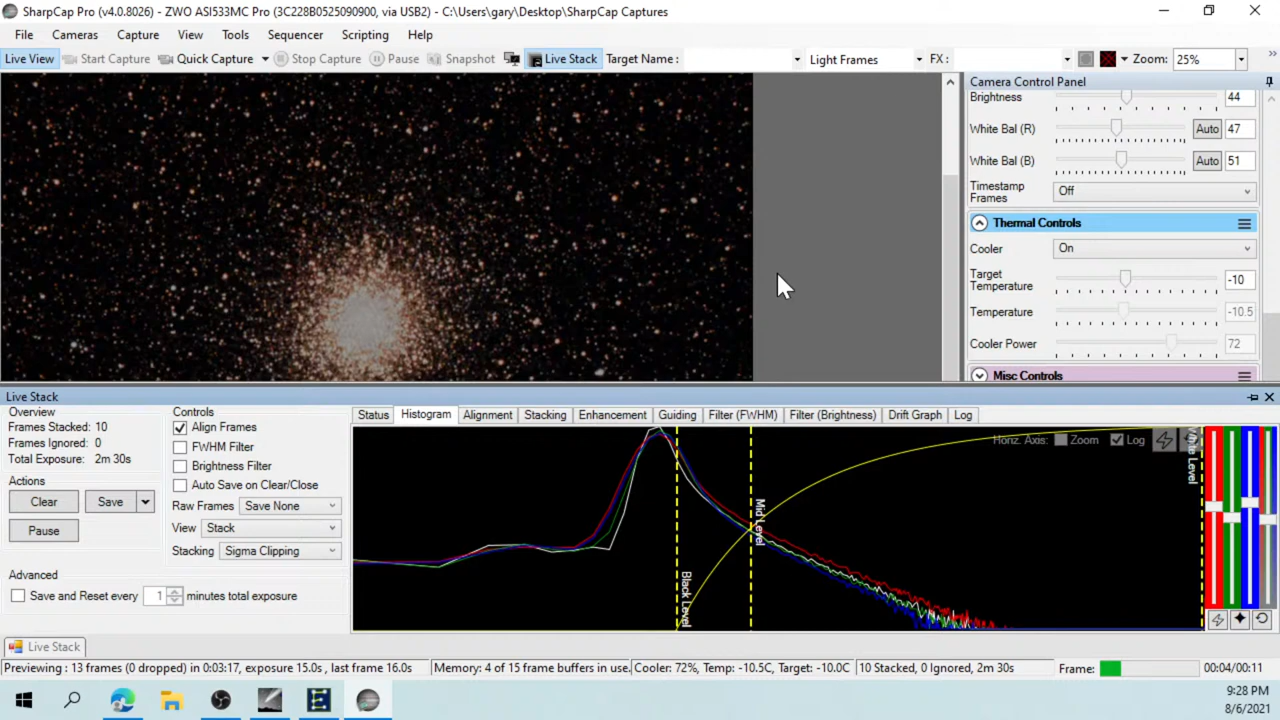 SharpCap Pro (v4.0.8026) - ZWO ASI533MC Pro (3C228B0525090900, via USB2) - C:\Users\gary\Desktop\SharpCap Captures
File Cameras Capture View Tools Sequencer Scripting Help
Live View Start Capture Quick Capture Stop Capture Pause Snapshot Live Stack Target Name : Light Frames FX : Zoom: 25%
Camera Control Panel
Brightness 44
White Bal (R) Auto 47
White Bal (B) Auto 51
Timestamp Frames Off
Thermal Controls
Cooler On
Target Temperature -10
Temperature -10.5
Cooler Power 72
Misc Controls
Live Stack
Overview
Frames Stacked: 10
Frames Ignored: 0
Total Exposure: 2m 30s
Actions
Clear Save
Pause
Controls
Align Frames
FWHM Filter
Brightness Filter
Auto Save on Clear/Close
Raw Frames Save None
View Stack
Stacking Sigma Clipping
Advanced
Save and Reset every 1 minutes total exposure
Status Histogram Alignment Stacking Enhancement Guiding Filter (FWHM) Filter (Brightness) Drift Graph Log
Horiz. Axis: Zoom Log
Black Level
Mid Level
White Level
Live Stack
Previewing : 13 frames (0 dropped) in 0:03:17, exposure 15.0s, last frame 16.0s Memory: 4 of 15 frame buffers in use. Cooler: 72%, Temp: -10.5C, Target: -10.0C 10 Stacked, 0 Ignored, 2m 30s Frame: 00:04/00:11
9:28 PM
8/6/2021